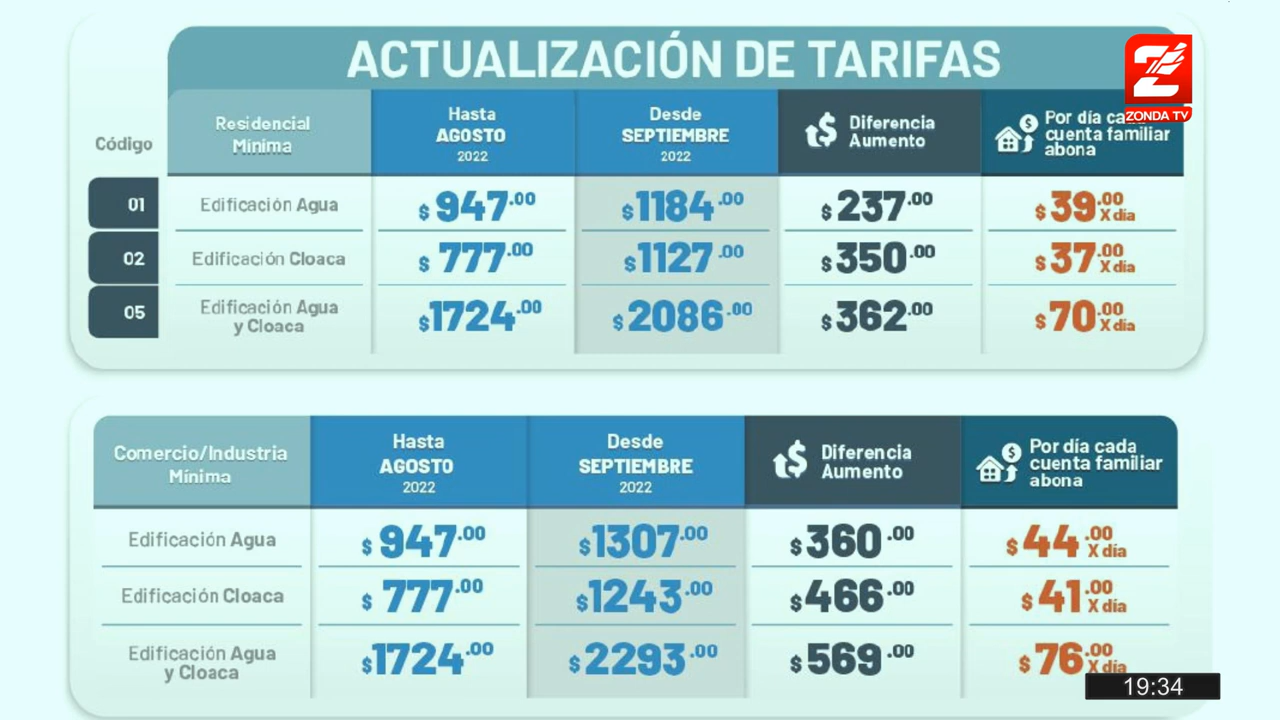 ACTUALIZACIÓN DE TARIFAS
ZONDA TV
Código
Residencial
Mínima
Hasta
AGOSTO
2022
Desde
SEPTIEMBRE
2022
Diferencia
Aumento
Por día cada
cuenta familiar
abona
01 Edificación Agua $ 947.00 $1184.00 $237.00 $39.00 X día
02 Edificación Cloaca $ 777.00 $1127.00 $350.00 $37.00 X día
05 Edificación Agua
y Cloaca $1724.00 $2086.00 $362.00 $70.00 X día
Comercio/Industria
Mínima
Hasta
AGOSTO
2022
Desde
SEPTIEMBRE
2022
Diferencia
Aumento
Por día cada
cuenta familiar
abona
Edificación Agua $ 947.00 $1307.00 $360.00 $44.00 X día
Edificación Cloaca $ 777.00 $1243.00 $466.00 $41.00 X día
Edificación Agua
y Cloaca $1724.00 $2293.00 $569.00 $76.00 X día
19:34